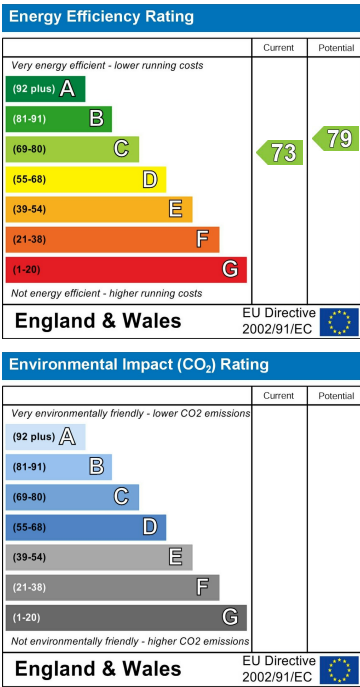 Energy Efficiency Rating
Current Potential
Very energy efficient - lower running costs
(92 plus) A
(81-91) B
(69-80) C
(55-68) D
(39-54) E
(21-38) F
(1-20) G
73
79
Not energy efficient - higher running costs
England & Wales
EU Directive
2002/91/EC
Environmental Impact (CO₂) Rating
Current Potential
Very environmentally friendly - lower CO2 emissions
(92 plus) A
(81-91) B
(69-80) C
(55-68) D
(39-54) E
(21-38) F
(1-20) G
Not environmentally friendly - higher CO2 emissions
England & Wales
EU Directive
2002/91/EC